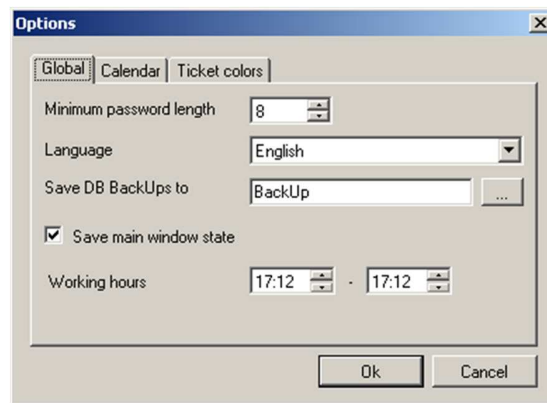 Options
Global Calendar Ticket colors
Minimum password length 8
Language English
Save DB BackUps to BackUp ...
Save main window state
Working hours 17:12 - 17:12
Ok Cancel